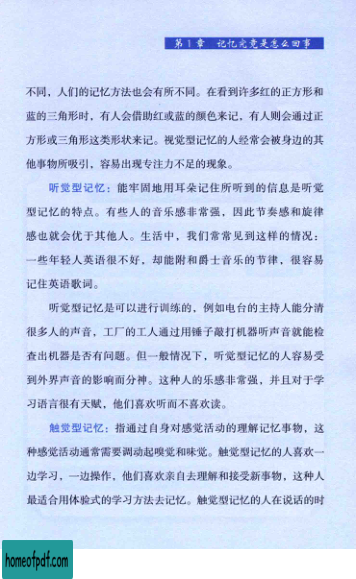 第1章 记忆究竟是怎么回事
不同，人们的记忆方法也会有所不同。在看到许多红的正方形和
蓝的三角形时，有人会借助红或蓝的颜色来记，有人则会通过正
方形或三角形这类形状来记。视觉型记忆的人经常会被身边的其
他事物所吸引，容易出现专注力不足的现象。
听觉型记忆：能牢固地用耳朵记住所听到的信息是听觉
型记忆的特点。有些人的音乐感非常强，因此节奏感和旋律
感也就会优于其他人。生活中，我们常常见到这样的情况：
一些年轻人英语很不好，却能附和爵士音乐的节律，很容易
记住英语歌词。
听觉型记忆是可以进行训练的，例如电台的主持人能分清
很多人的声音，工厂的工人通过用锤子敲打机器听声音就能检
查出机器是否有问题。但一般情况下，听觉型记忆的人容易受
到外界声音的影响而分神。这种人的乐感非常强，并且对于学
习语言很有天赋，他们喜欢听而不喜欢读。
触觉型记忆：指通过自身对感觉活动的理解记忆事物，这
种感觉活动通常需要调动起嗅觉和味觉。触觉型记忆的人喜欢一
边学习，一边操作，他们喜欢亲自去理解和接受新事物，这种人
最适合用体验式的学习方法去记忆。触觉型记忆的人在说话的时
homeofpdf.com